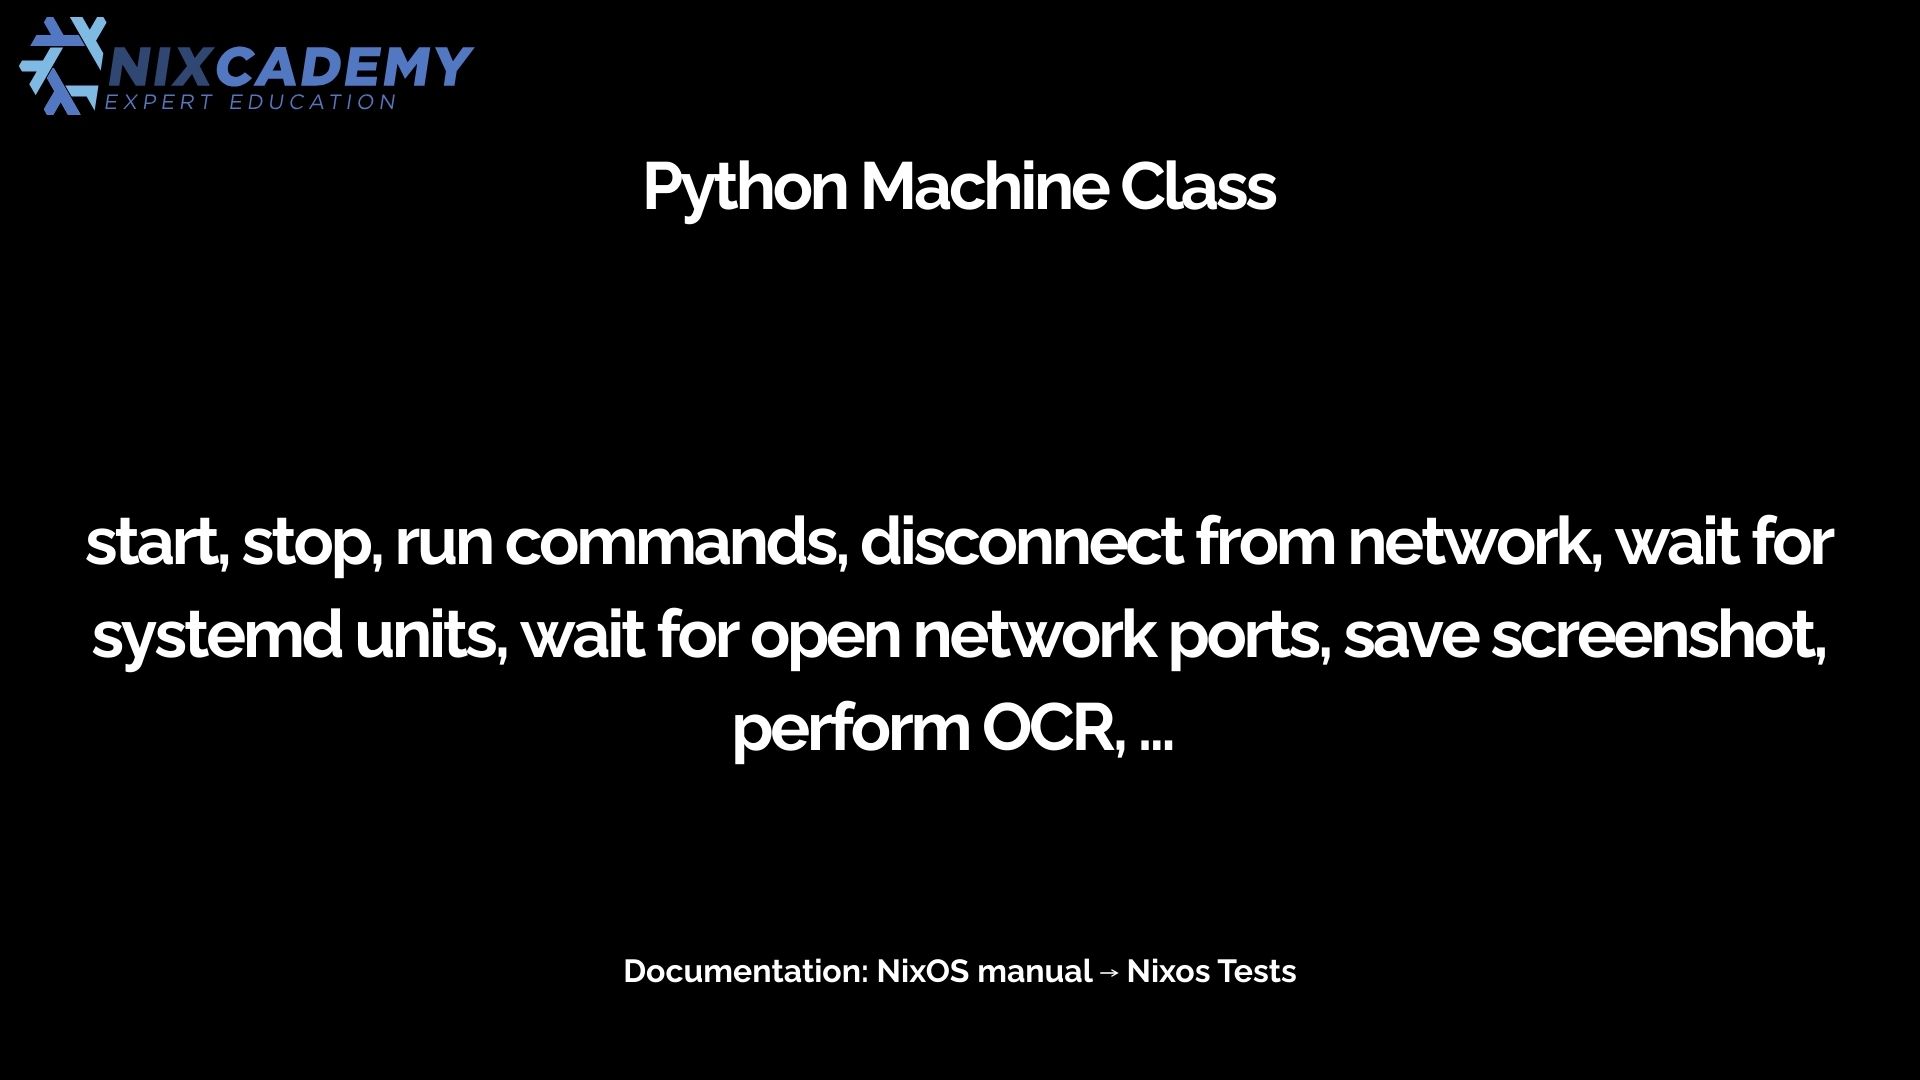 NIXCADEMY
EXPERT EDUCATION
Python Machine Class
start, stop, run commands, disconnect from network, wait for
systemd units, wait for open network ports, save screenshot,
perform OCR, ...
Documentation: NixOS manual → Nixos Tests